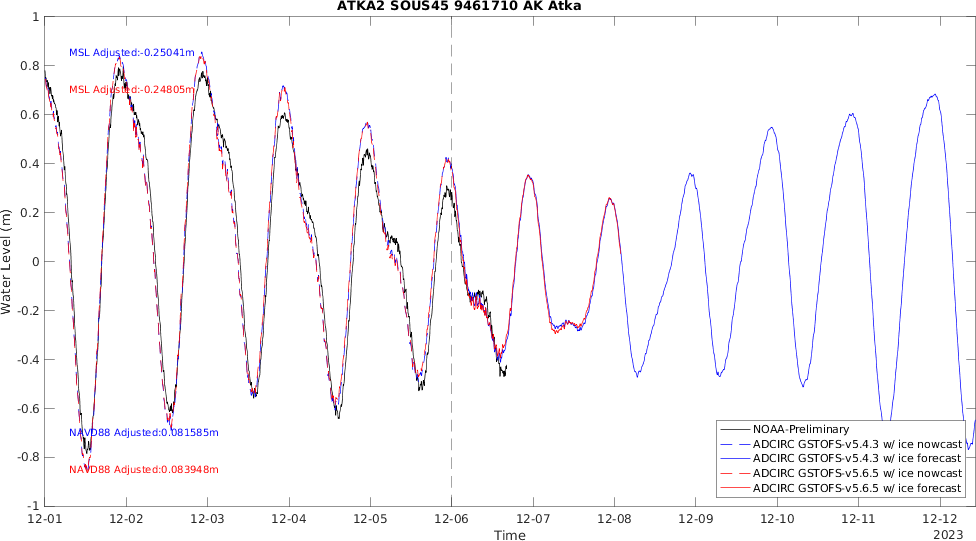 ATKA2 SOUS45 9461710 AK Atka
1
0.8
0.6
0.4
0.2
0
-0.2
-0.4
-0.6
-0.8
-1
Water Level (m)
MSL Adjusted:-0.25041m
MSL Adjusted:-0.24805m
NAVD88 Adjusted:0.081585m
NAVD88 Adjusted:0.083948m
NOAA-Preliminary
ADCIRC GSTOFS-v5.4.3 w/ ice nowcast
ADCIRC GSTOFS-v5.4.3 w/ ice forecast
ADCIRC GSTOFS-v5.6.5 w/ ice nowcast
ADCIRC GSTOFS-v5.6.5 w/ ice forecast
12-01 12-02 12-03 12-04 12-05 12-06 12-07 12-08 12-09 12-10 12-11 12-12
2023
Time